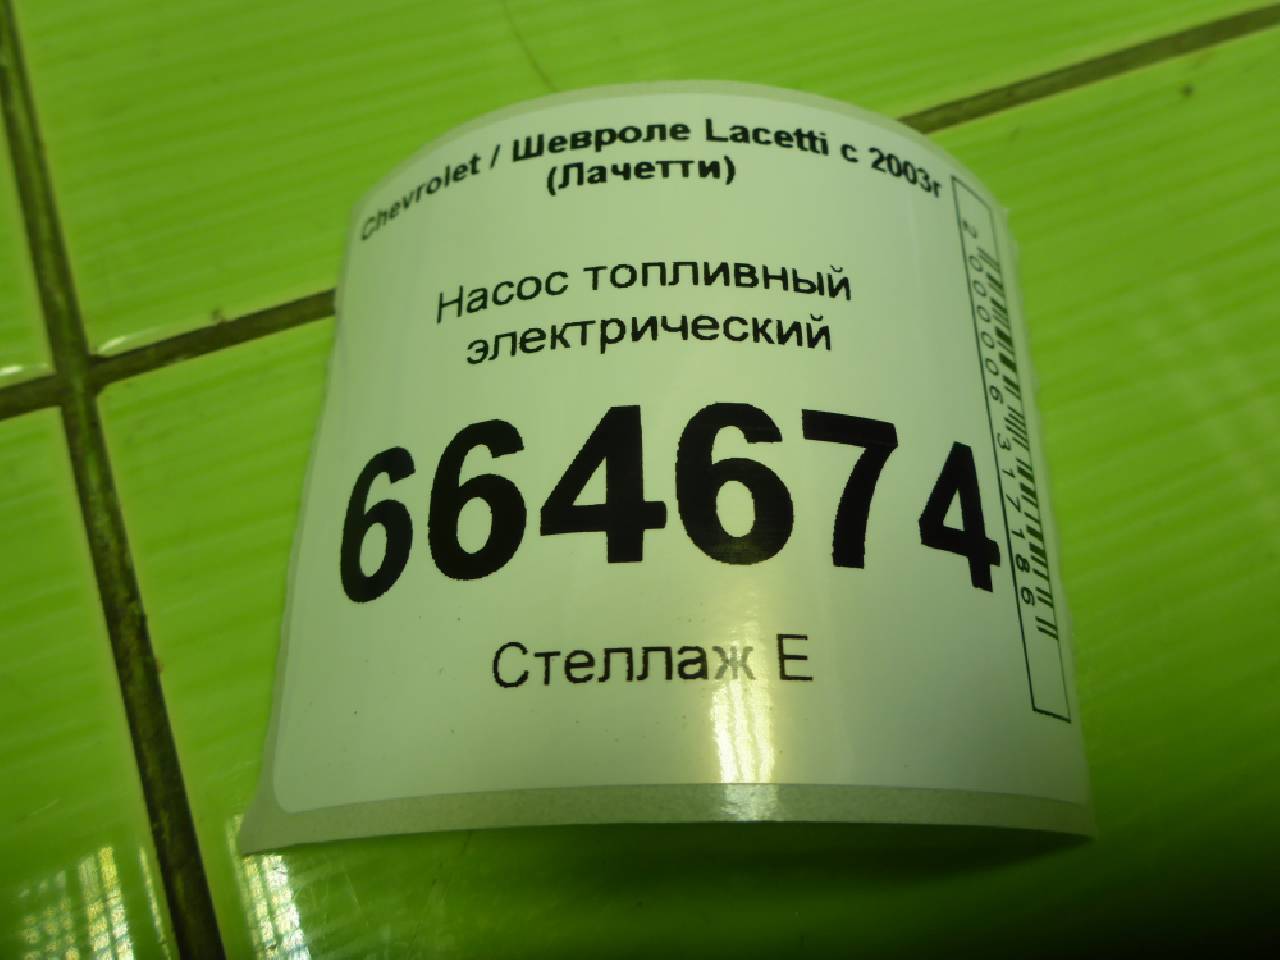 Chevrolet / Шевроле Lacetti с 2003г
(Лачетти)
Насос топливный
электрический
664674
Стеллаж Е
2000006317186